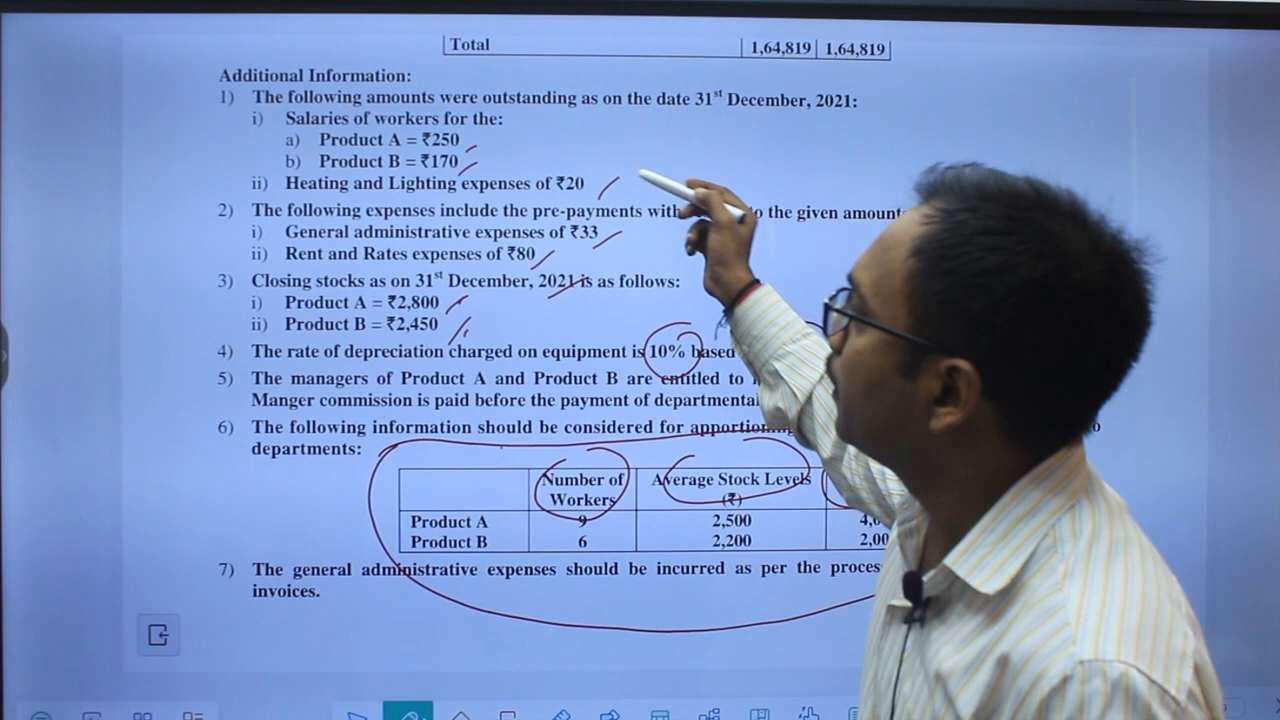 Total 1,64,819 1,64,819
Additional Information:
1) The following amounts were outstanding as on the date 31st December, 2021:
i) Salaries of workers for the:
a) Product A = ₹250
b) Product B = ₹170
ii) Heating and Lighting expenses of ₹20
2) The following expenses include the pre-payments with to the given amount
i) General administrative expenses of ₹33
ii) Rent and Rates expenses of ₹80
3) Closing stocks as on 31st December, 2021 is as follows:
i) Product A = ₹2,800
ii) Product B = ₹2,450
4) The rate of depreciation charged on equipment is 10% based
5) The managers of Product A and Product B are entitled to
Manger commission is paid before the payment of departmental
6) The following information should be considered for apportioning
departments:
Number of Average Stock Levels
Workers (₹)
Product A 9 2,500
Product B 6 2,200
7) The general administrative expenses should be incurred as per the
invoices.